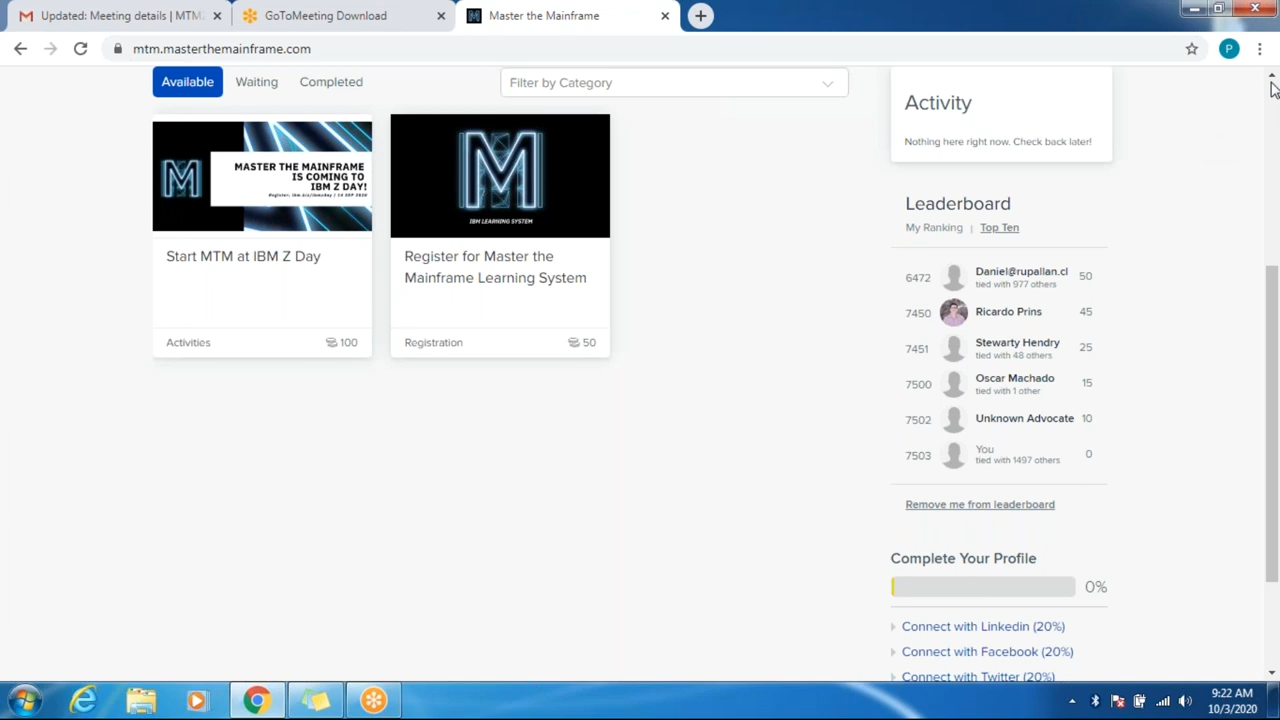 Updated: Meeting details | MTM
GoToMeeting Download
Master the Mainframe
mtm.masterthemainframe.com
P
Available
Waiting
Completed
Filter by Category
MASTER THE MAINFRAME
IS COMING TO
IBM Z DAY!
Start MTM at IBM Z Day
Activities
100
IBM LEARNING SYSTEM
Register for Master the
Mainframe Learning System
Registration
50
Activity
Nothing here right now. Check back later!
Leaderboard
My Ranking | Top Ten
6472 Daniel@rupallan.cl 50
tied with 977 others
7450 Ricardo Prins 45
7451 Stewarty Hendry 25
tied with 48 others
7500 Oscar Machado 15
tied with 1 other
7502 Unknown Advocate 10
7503 You 0
tied with 1497 others
Remove me from leaderboard
Complete Your Profile
0%
Connect with Linkedin (20%)
Connect with Facebook (20%)
Connect with Twitter (20%)
9:22 AM
10/3/2020